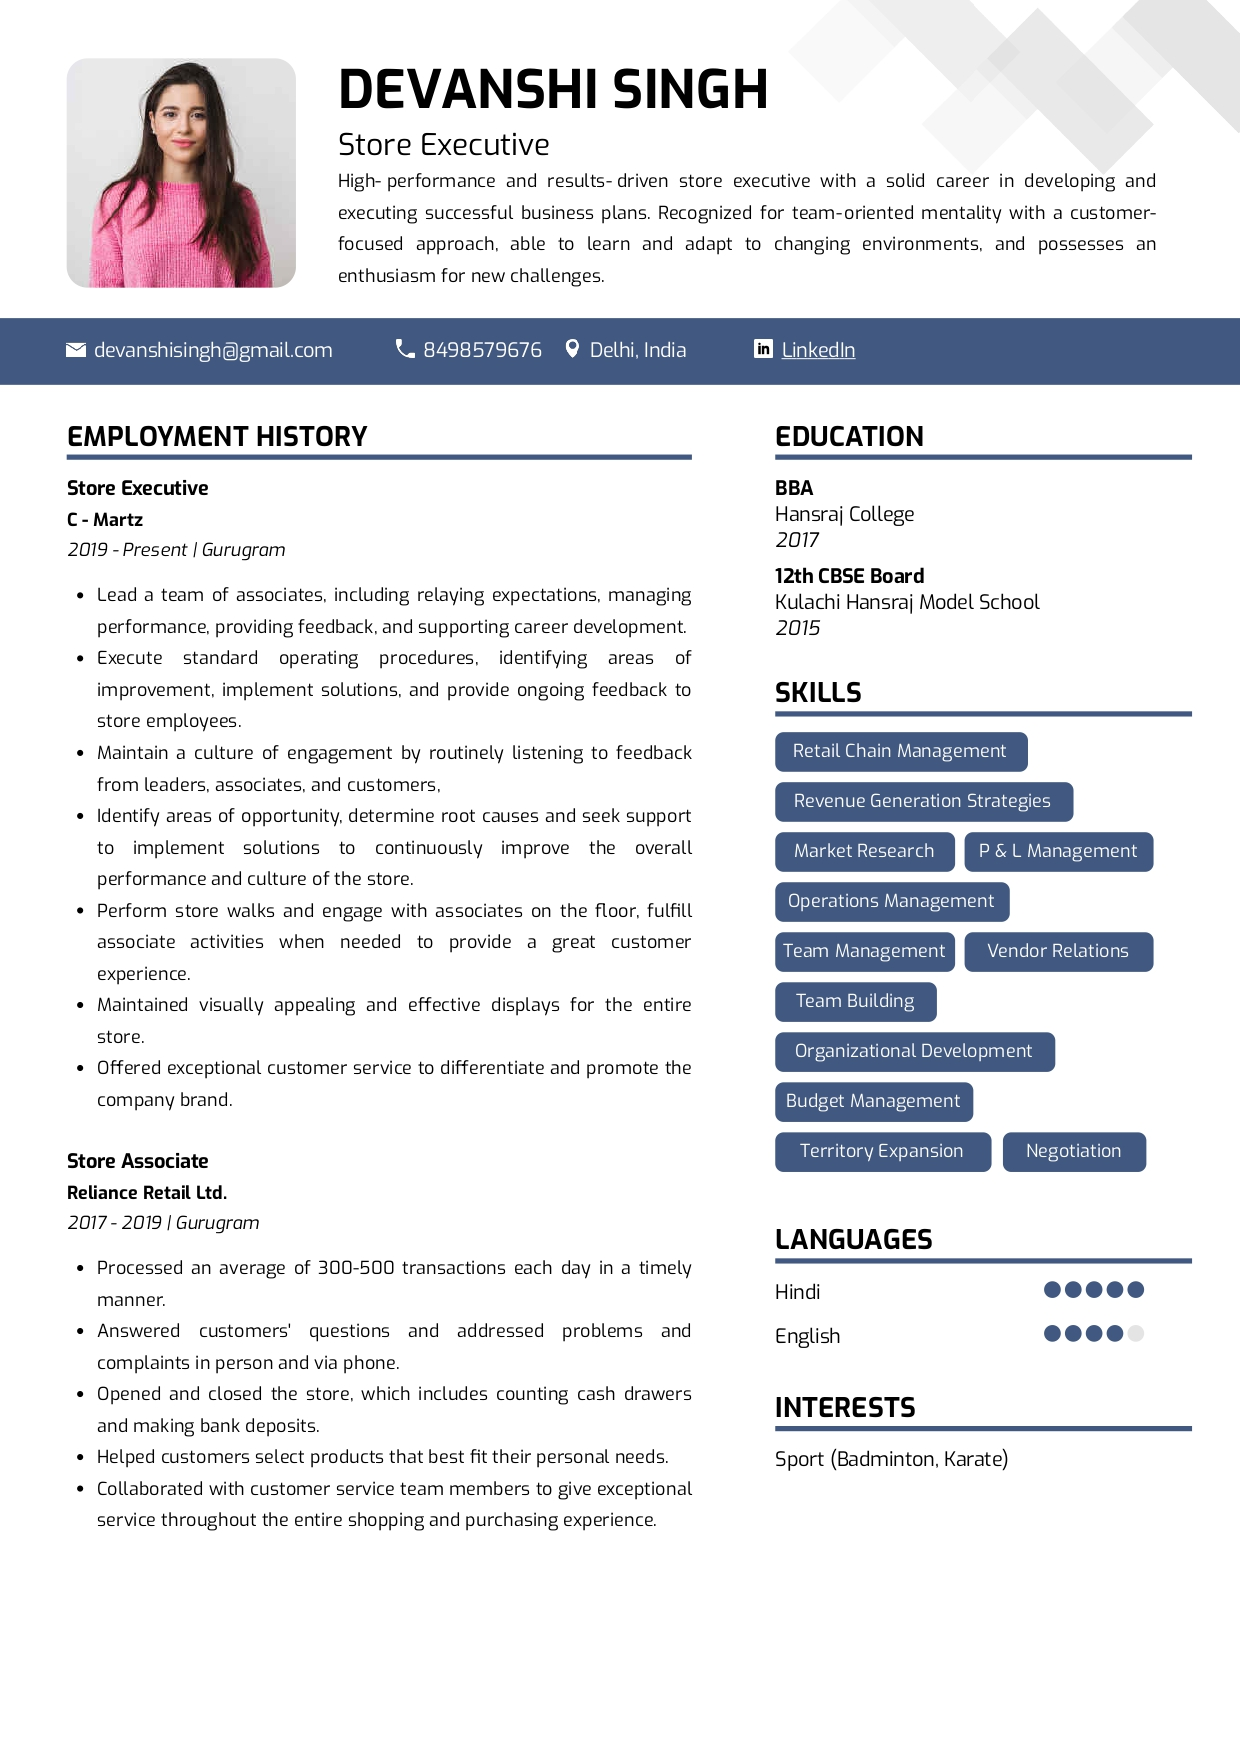 DEVANSHI SINGH
Store Executive
High- performance and results- driven store executive with a solid career in developing and
executing successful business plans. Recognized for team-oriented mentality with a customer-
focused approach, able to learn and adapt to changing environments, and possesses an
enthusiasm for new challenges.
devanshisingh@gmail.com 8498579676 Delhi, India LinkedIn
EMPLOYMENT HISTORY
Store Executive
C - Martz
2019 - Present | Gurugram
• Lead a team of associates, including relaying expectations, managing
performance, providing feedback, and supporting career development.
• Execute standard operating procedures, identifying areas of
improvement, implement solutions, and provide ongoing feedback to
store employees.
• Maintain a culture of engagement by routinely listening to feedback
from leaders, associates, and customers,
• Identify areas of opportunity, determine root causes and seek support
to implement solutions to continuously improve the overall
performance and culture of the store.
• Perform store walks and engage with associates on the floor, fulfill
associate activities when needed to provide a great customer
experience.
• Maintained visually appealing and effective displays for the entire
store.
• Offered exceptional customer service to differentiate and promote the
company brand.
Store Associate
Reliance Retail Ltd.
2017 - 2019 | Gurugram
• Processed an average of 300-500 transactions each day in a timely
manner.
• Answered customers' questions and addressed problems and
complaints in person and via phone.
• Opened and closed the store, which includes counting cash drawers
and making bank deposits.
• Helped customers select products that best fit their personal needs.
• Collaborated with customer service team members to give exceptional
service throughout the entire shopping and purchasing experience.
EDUCATION
BBA
Hansraj College
2017
12th CBSE Board
Kulachi Hansraj Model School
2015
SKILLS
Retail Chain Management
Revenue Generation Strategies
Market Research P & L Management
Operations Management
Team Management Vendor Relations
Team Building
Organizational Development
Budget Management
Territory Expansion Negotiation
LANGUAGES
Hindi
English
INTERESTS
Sport (Badminton, Karate)